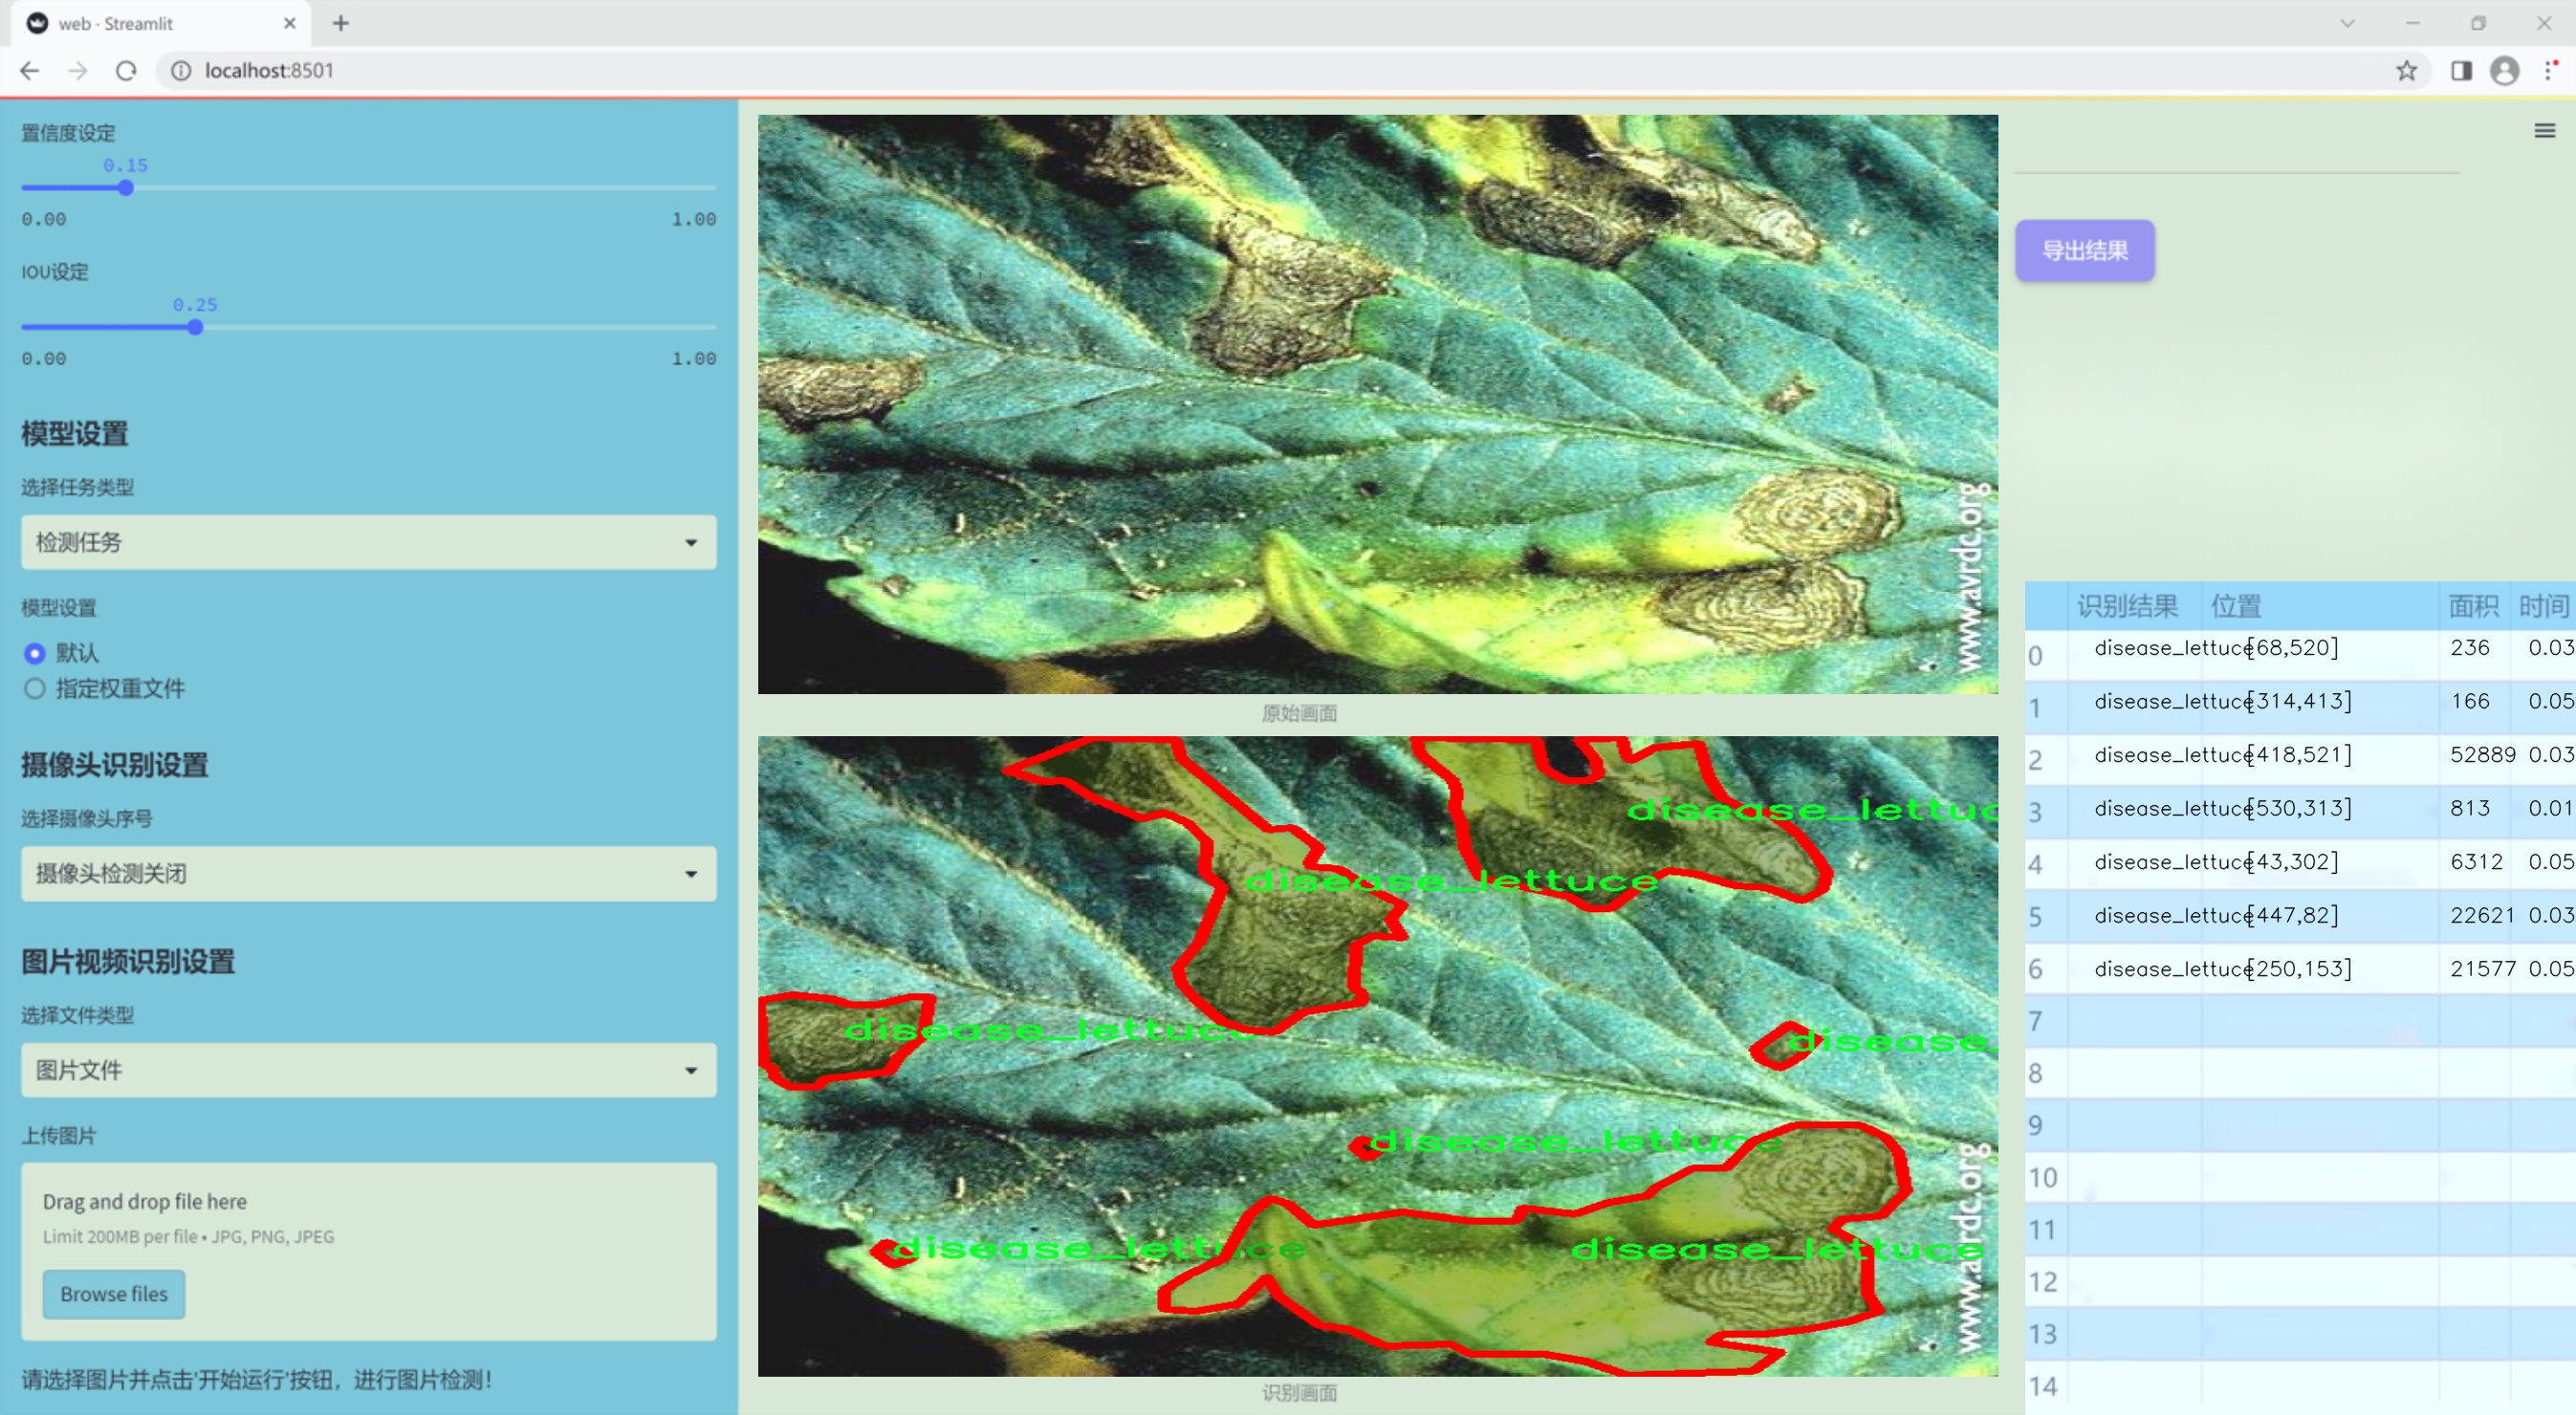 web · Streamlit
localhost:8501
置信度设定
0.15
0.00 1.00
IOU设定
0.25
0.00 1.00
模型设置
选择任务类型
检测任务
模型设置
默认
指定权重文件
摄像头识别设置
选择摄像头序号
摄像头检测关闭
图片视频识别设置
选择文件类型
图片文件
上传图片
Drag and drop file here
Limit 200MB per file • JPG, PNG, JPEG
Browse files
请选择图片并点击'开始运行'按钮，进行图片检测！
www.avrdc.org
原始画面
disease_lettuc
disease_lettuce
disease_lettuce
disease_
disease_lettuce
disease_lettuce
disease_lettuce
www.avrdc.org
识别画面
导出结果
识别结果 位置 面积 时间
0 disease_lettuce [68,520] 236 0.03
1 disease_lettuce [314,413] 166 0.05
2 disease_lettuce [418,521] 52889 0.03
3 disease_lettuce [530,313] 813 0.01
4 disease_lettuce [43,302] 6312 0.05
5 disease_lettuce [447,82] 22621 0.03
6 disease_lettuce [250,153] 21577 0.05
7
8
9
10
11
12
13
14